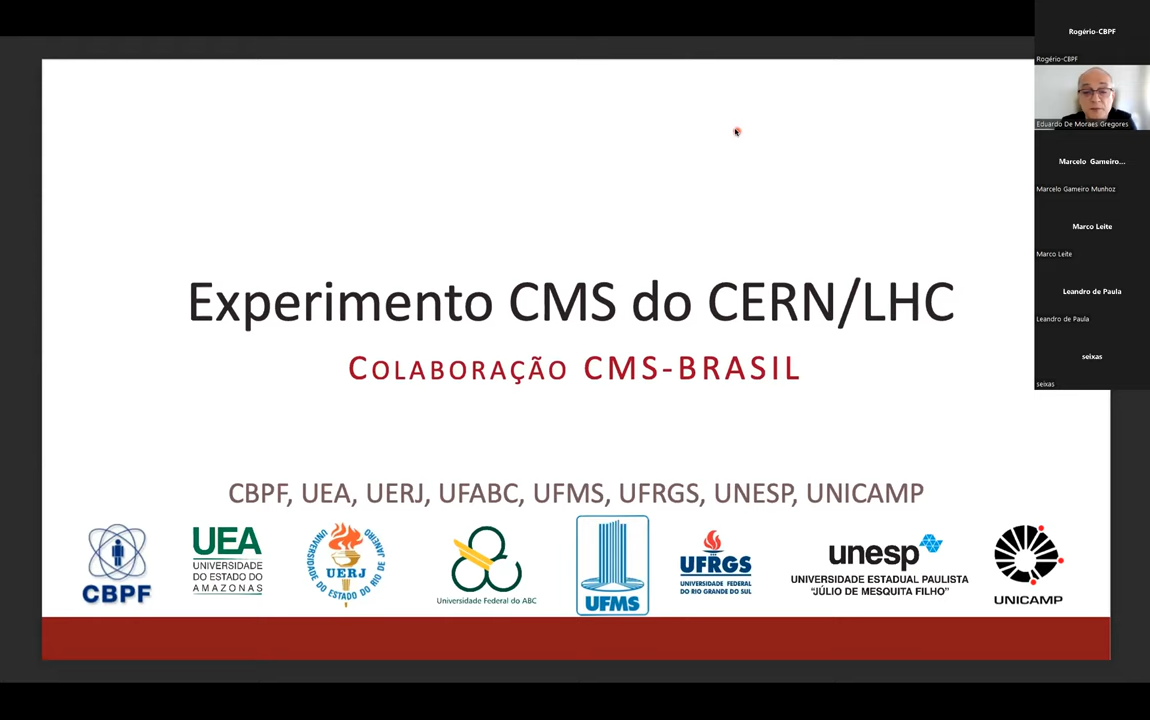 Rogério-CBPF
Rogério-CBPF
Eduardo De Moraes Gregores
Marcelo Gameiro...
Marcelo Gameiro Munhoz
Marco Leite
Marco Leite
Leandro de Paula
Leandro de Paula
seixas
seixas
Experimento CMS do CERN/LHC
COLABORAÇÃO CMS-BRASIL
CBPF, UEA, UERJ, UFABC, UFMS, UFRGS, UNESP, UNICAMP
CBPF
UEA
UNIVERSIDADE
DO ESTADO DO
AMAZONAS
UNIVERSIDADE DO ESTADO DO RIO DE JANEIRO
UERJ
Universidade Federal do ABC
UFMS
UFRGS
UNIVERSIDADE FEDERAL
DO RIO GRANDE DO SUL
unesp
UNIVERSIDADE ESTADUAL PAULISTA
"JÚLIO DE MESQUITA FILHO"
UNICAMP